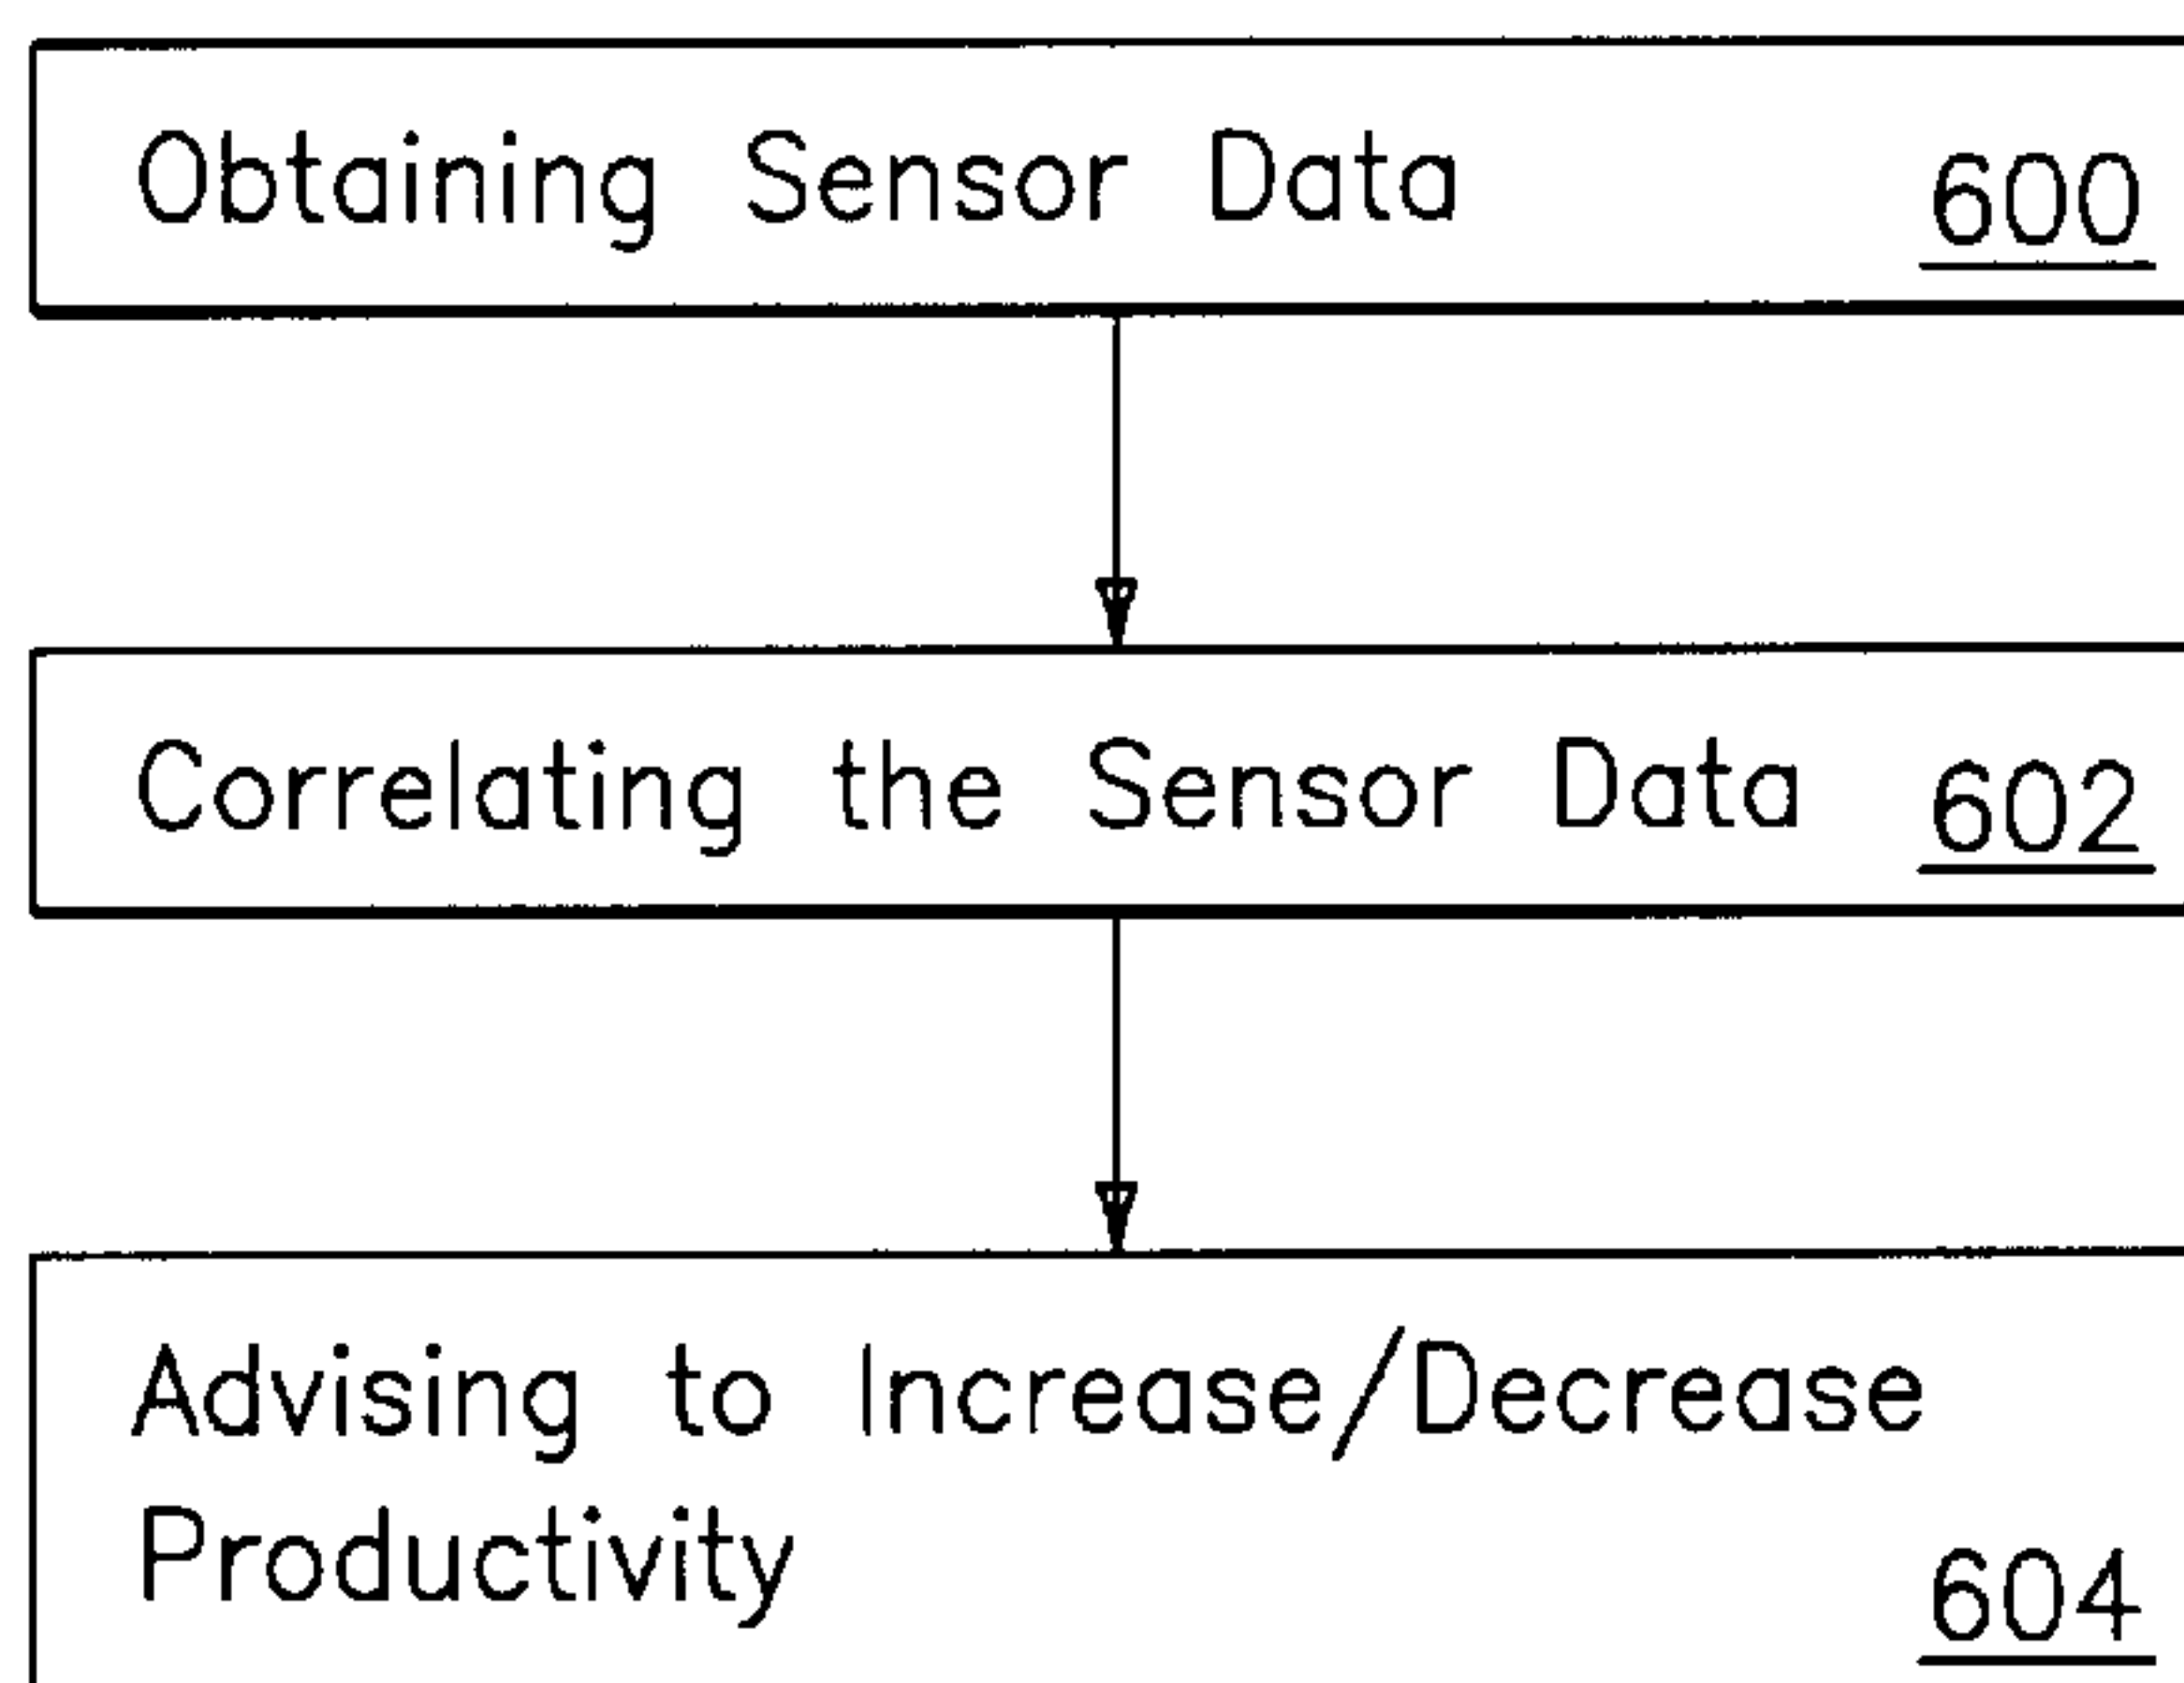 Obtaining Sensor Data 600
Correlating the Sensor Data 602
Advising to Increase/Decrease
Productivity 604